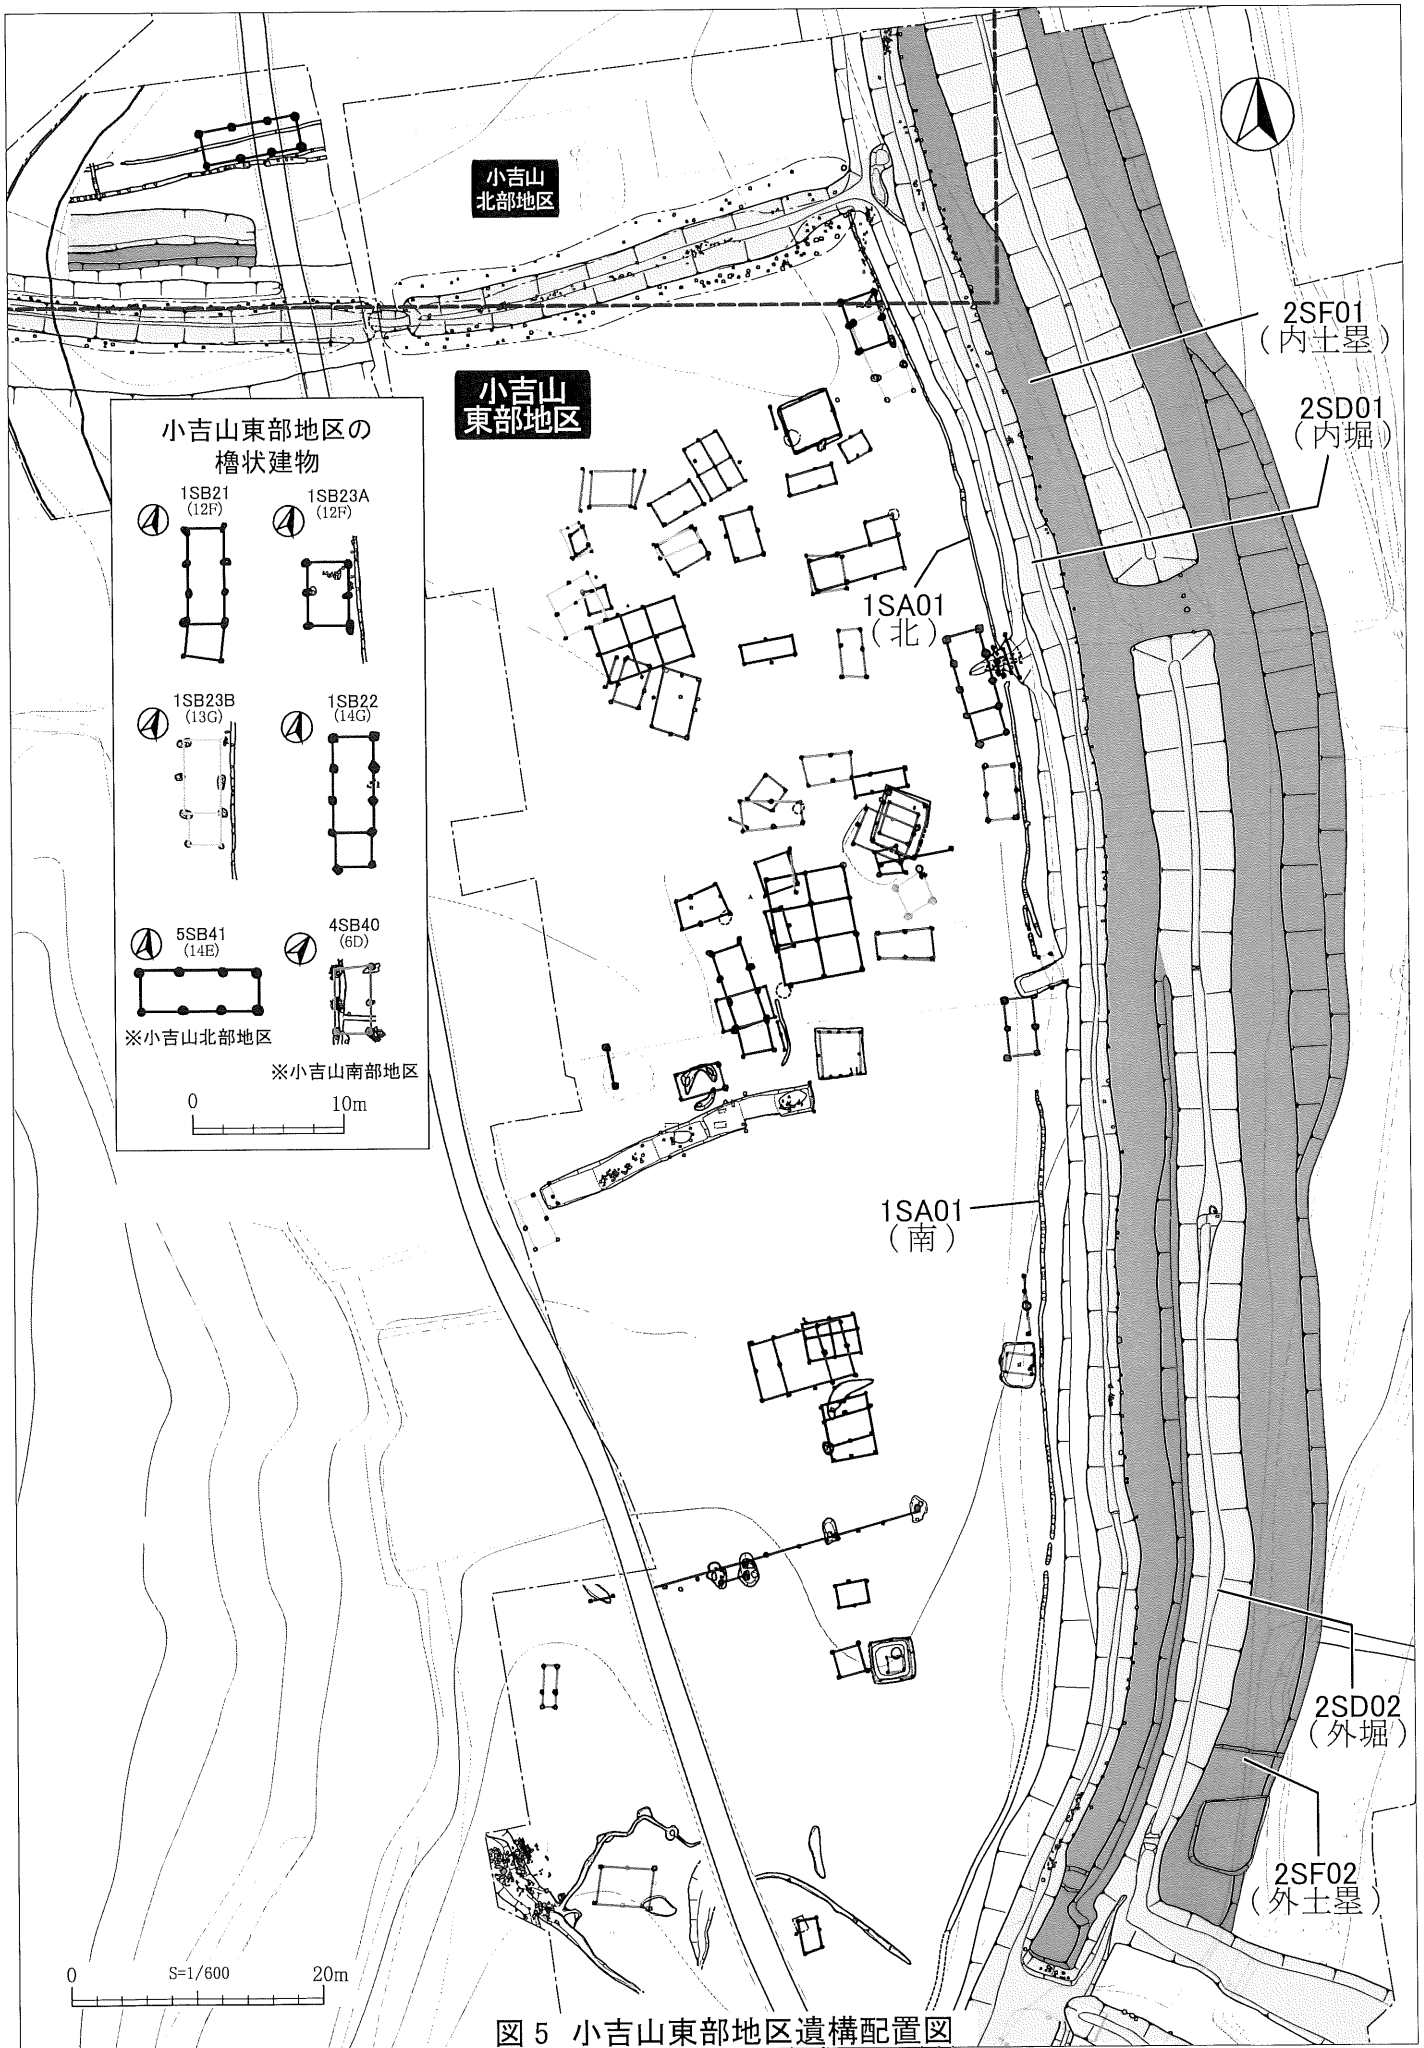 小吉山
北部地区
2SF01
(内土塁)
小吉山
東部地区
2SD01
(内堀)
小吉山東部地区の
櫓状建物
1SB21
(12F)
1SB23A
(12F)
1SA01
(北)
1SB23B
(13G)
1SB22
(14G)
5SB41
(14E)
4SB40
(6D)
※小吉山北部地区
※小吉山南部地区
0 10m
1SA01
(南)
2SD02
(外堀)
2SF02
(外土塁)
0 S=1/600 20m
図5 小吉山東部地区遺構配置図